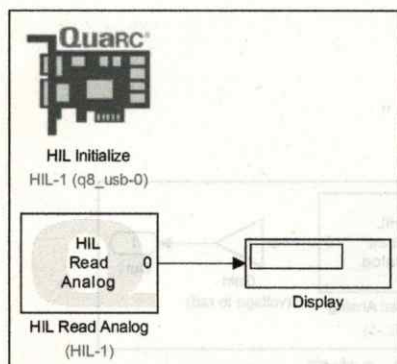 QUARC®
HIL Initialize
HIL-1 (q8_usb-0)
HIL
Read
Analog
0
HIL Read Analog
(HIL-1)
Display